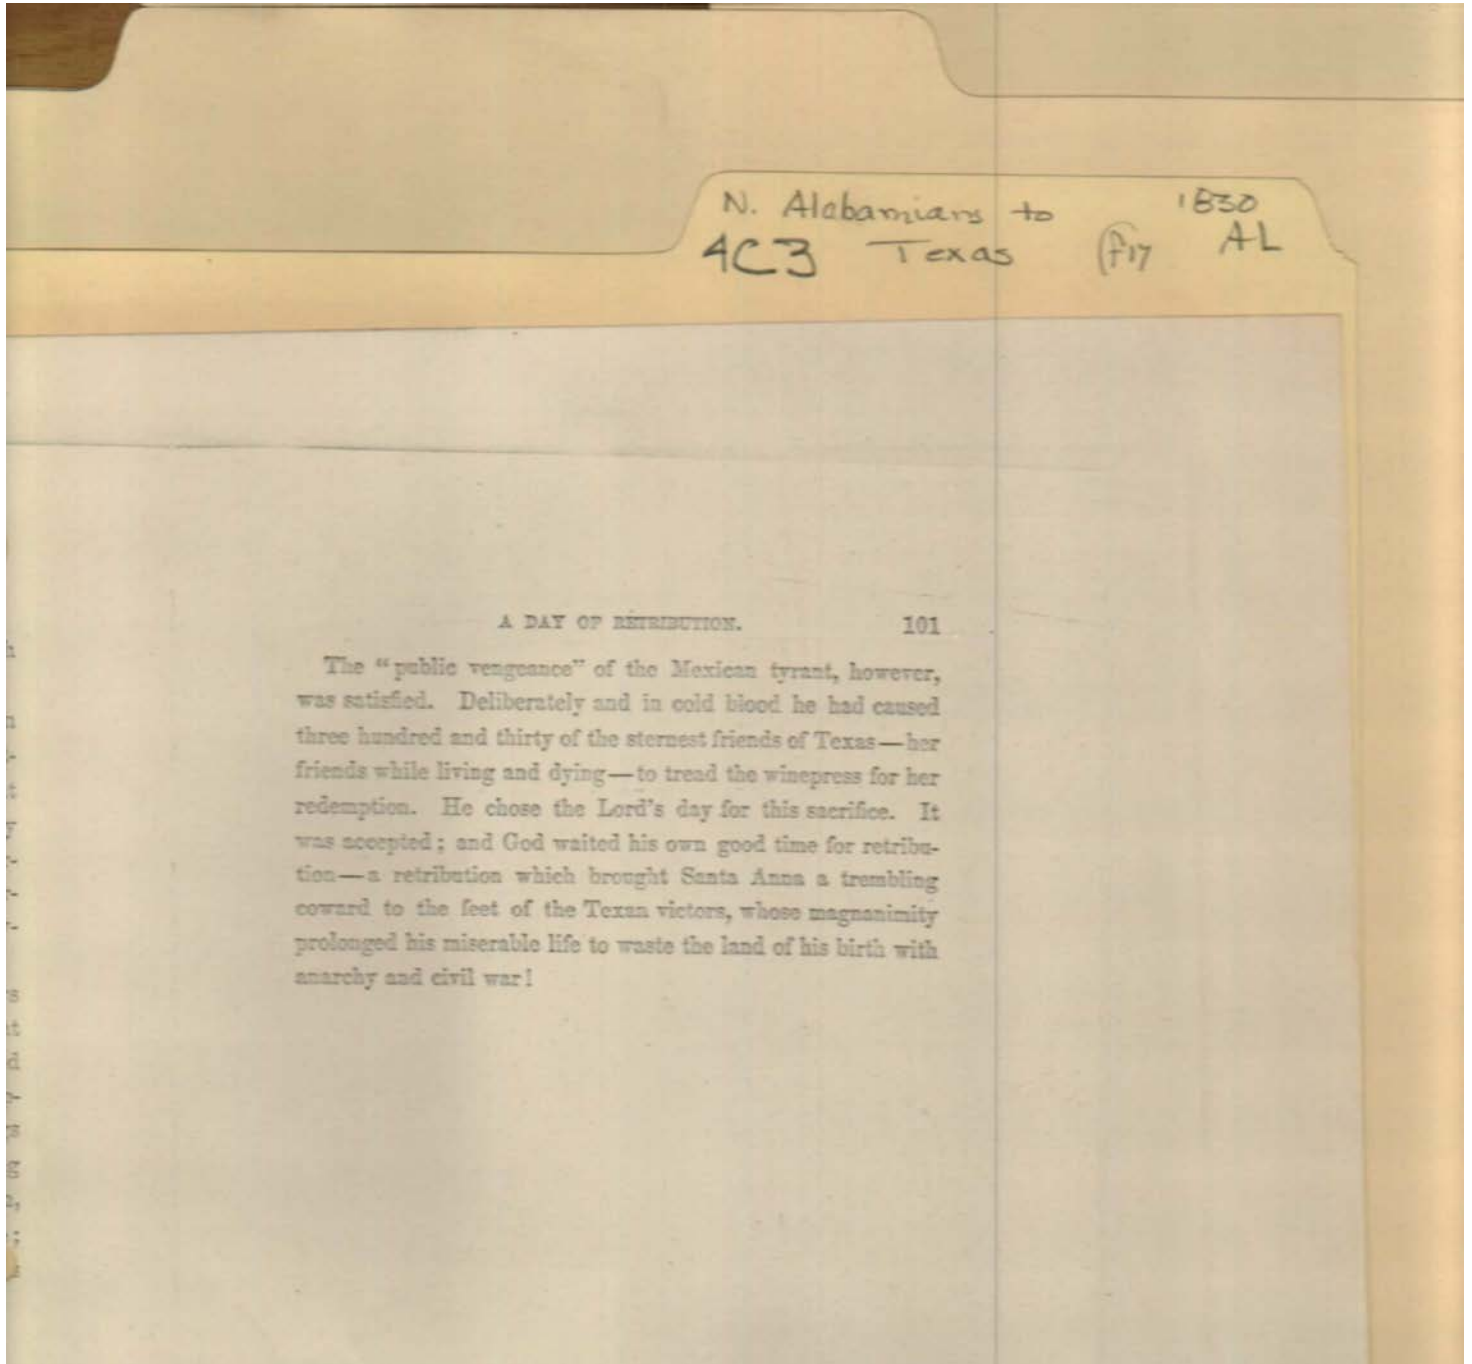 N. Alabamians to 1830
4C3 Texas F17 AL
A DAY OF RETRIBUTION. 101
The “public vengeance” of the Mexican tyrant, however,
was satisfied. Deliberately and in cold blood he had caused
three hundred and thirty of the sternest friends of Texas—her
friends while living and dying—to tread the winepress for her
redemption. He chose the Lord’s day for this sacrifice. It
was accepted; and God waited his own good time for retribu-
tion—a retribution which brought Santa Anna a trembling
coward to the feet of the Texan victors, whose magnanimity
prolonged his miserable life to waste the land of his birth with
anarchy and civil war!